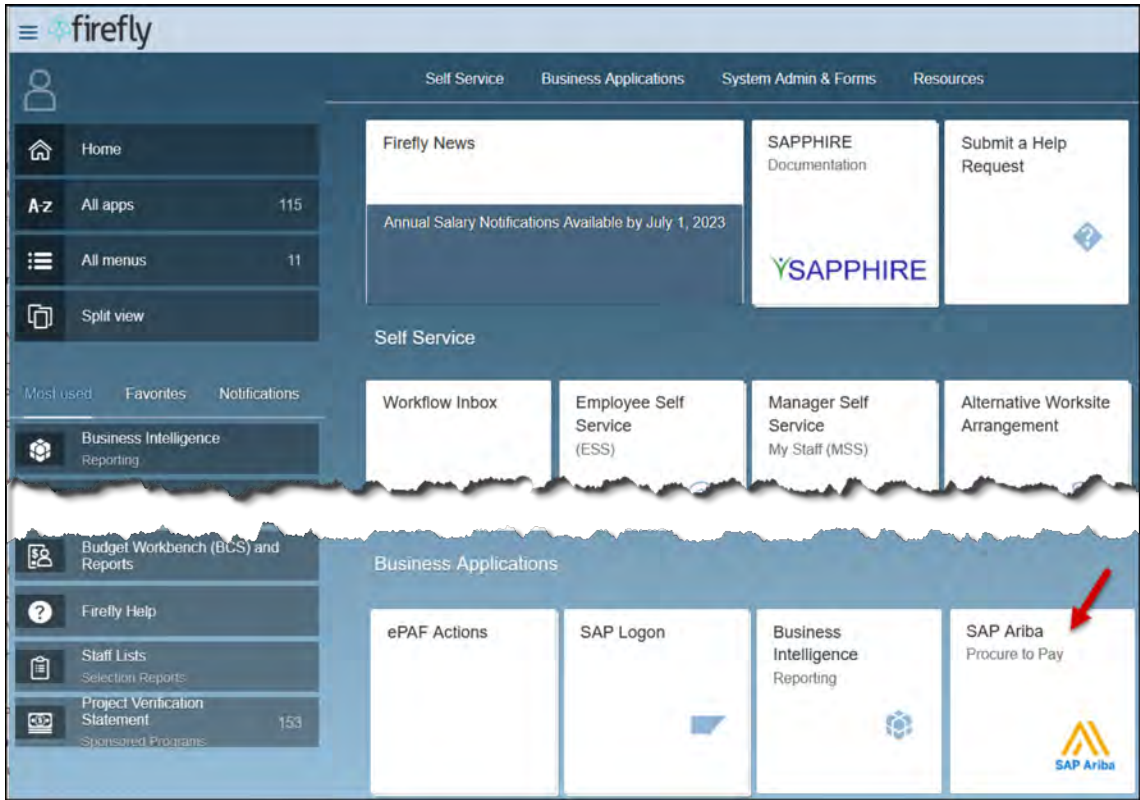 firefly
Self Service Business Applications System Admin & Forms Resources
Home
A-z All apps 115
All menus 11
Split view
Most used Favorites Notifications
Business Intelligence
Reporting
Firefly News
Annual Salary Notifications Available by July 1, 2023
SAPPHIRE
Documentation
SAPPHIRE
Submit a Help
Request
?
Self Service
Workflow Inbox
Employee Self
Service
(ESS)
Manager Self
Service
My Staff (MSS)
Alternative Worksite
Arrangement
$ Budget Workbench (BCS) and
Reports
? Firefly Help
Staff Lists
Selection Reports
Project Verification
Statement 153
Sponsored Programs
Business Applications
ePAF Actions
SAP Logon
Business
Intelligence
Reporting
SAP Ariba
Procure to Pay
SAP Ariba